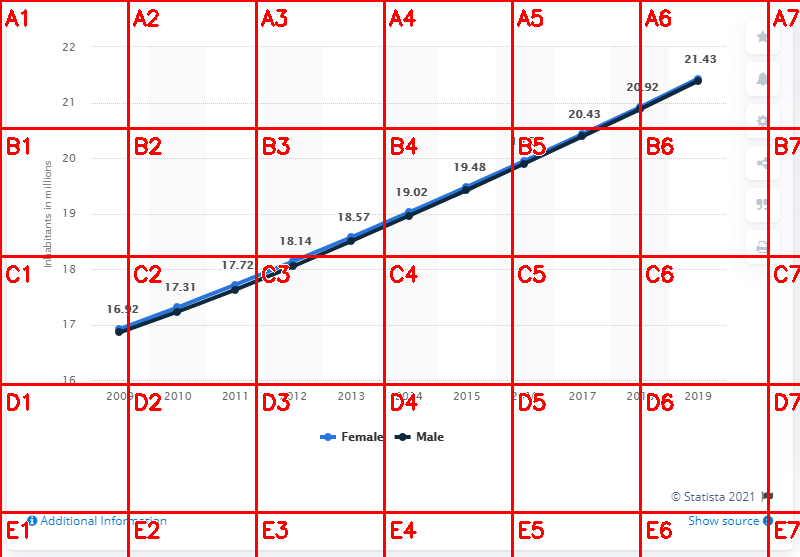 22
21
20
19
18
17
16
Inhabitants in millions
16.92
17.31
17.72
18.14
18.57
19.02
19.48
20.43
20.92
21.43
2009
2010
2011
2012
2013
2014
2015
2017
2018
2019
Female
Male
© Statista 2021
Additional Information
Show source
A1 A2 A3 A4 A5 A6 A7
B1 B2 B3 B4 B5 B6 B7
C1 C2 C3 C4 C5 C6 C7
D1 D2 D3 D4 D5 D6 D7
E1 E2 E3 E4 E5 E6 E7